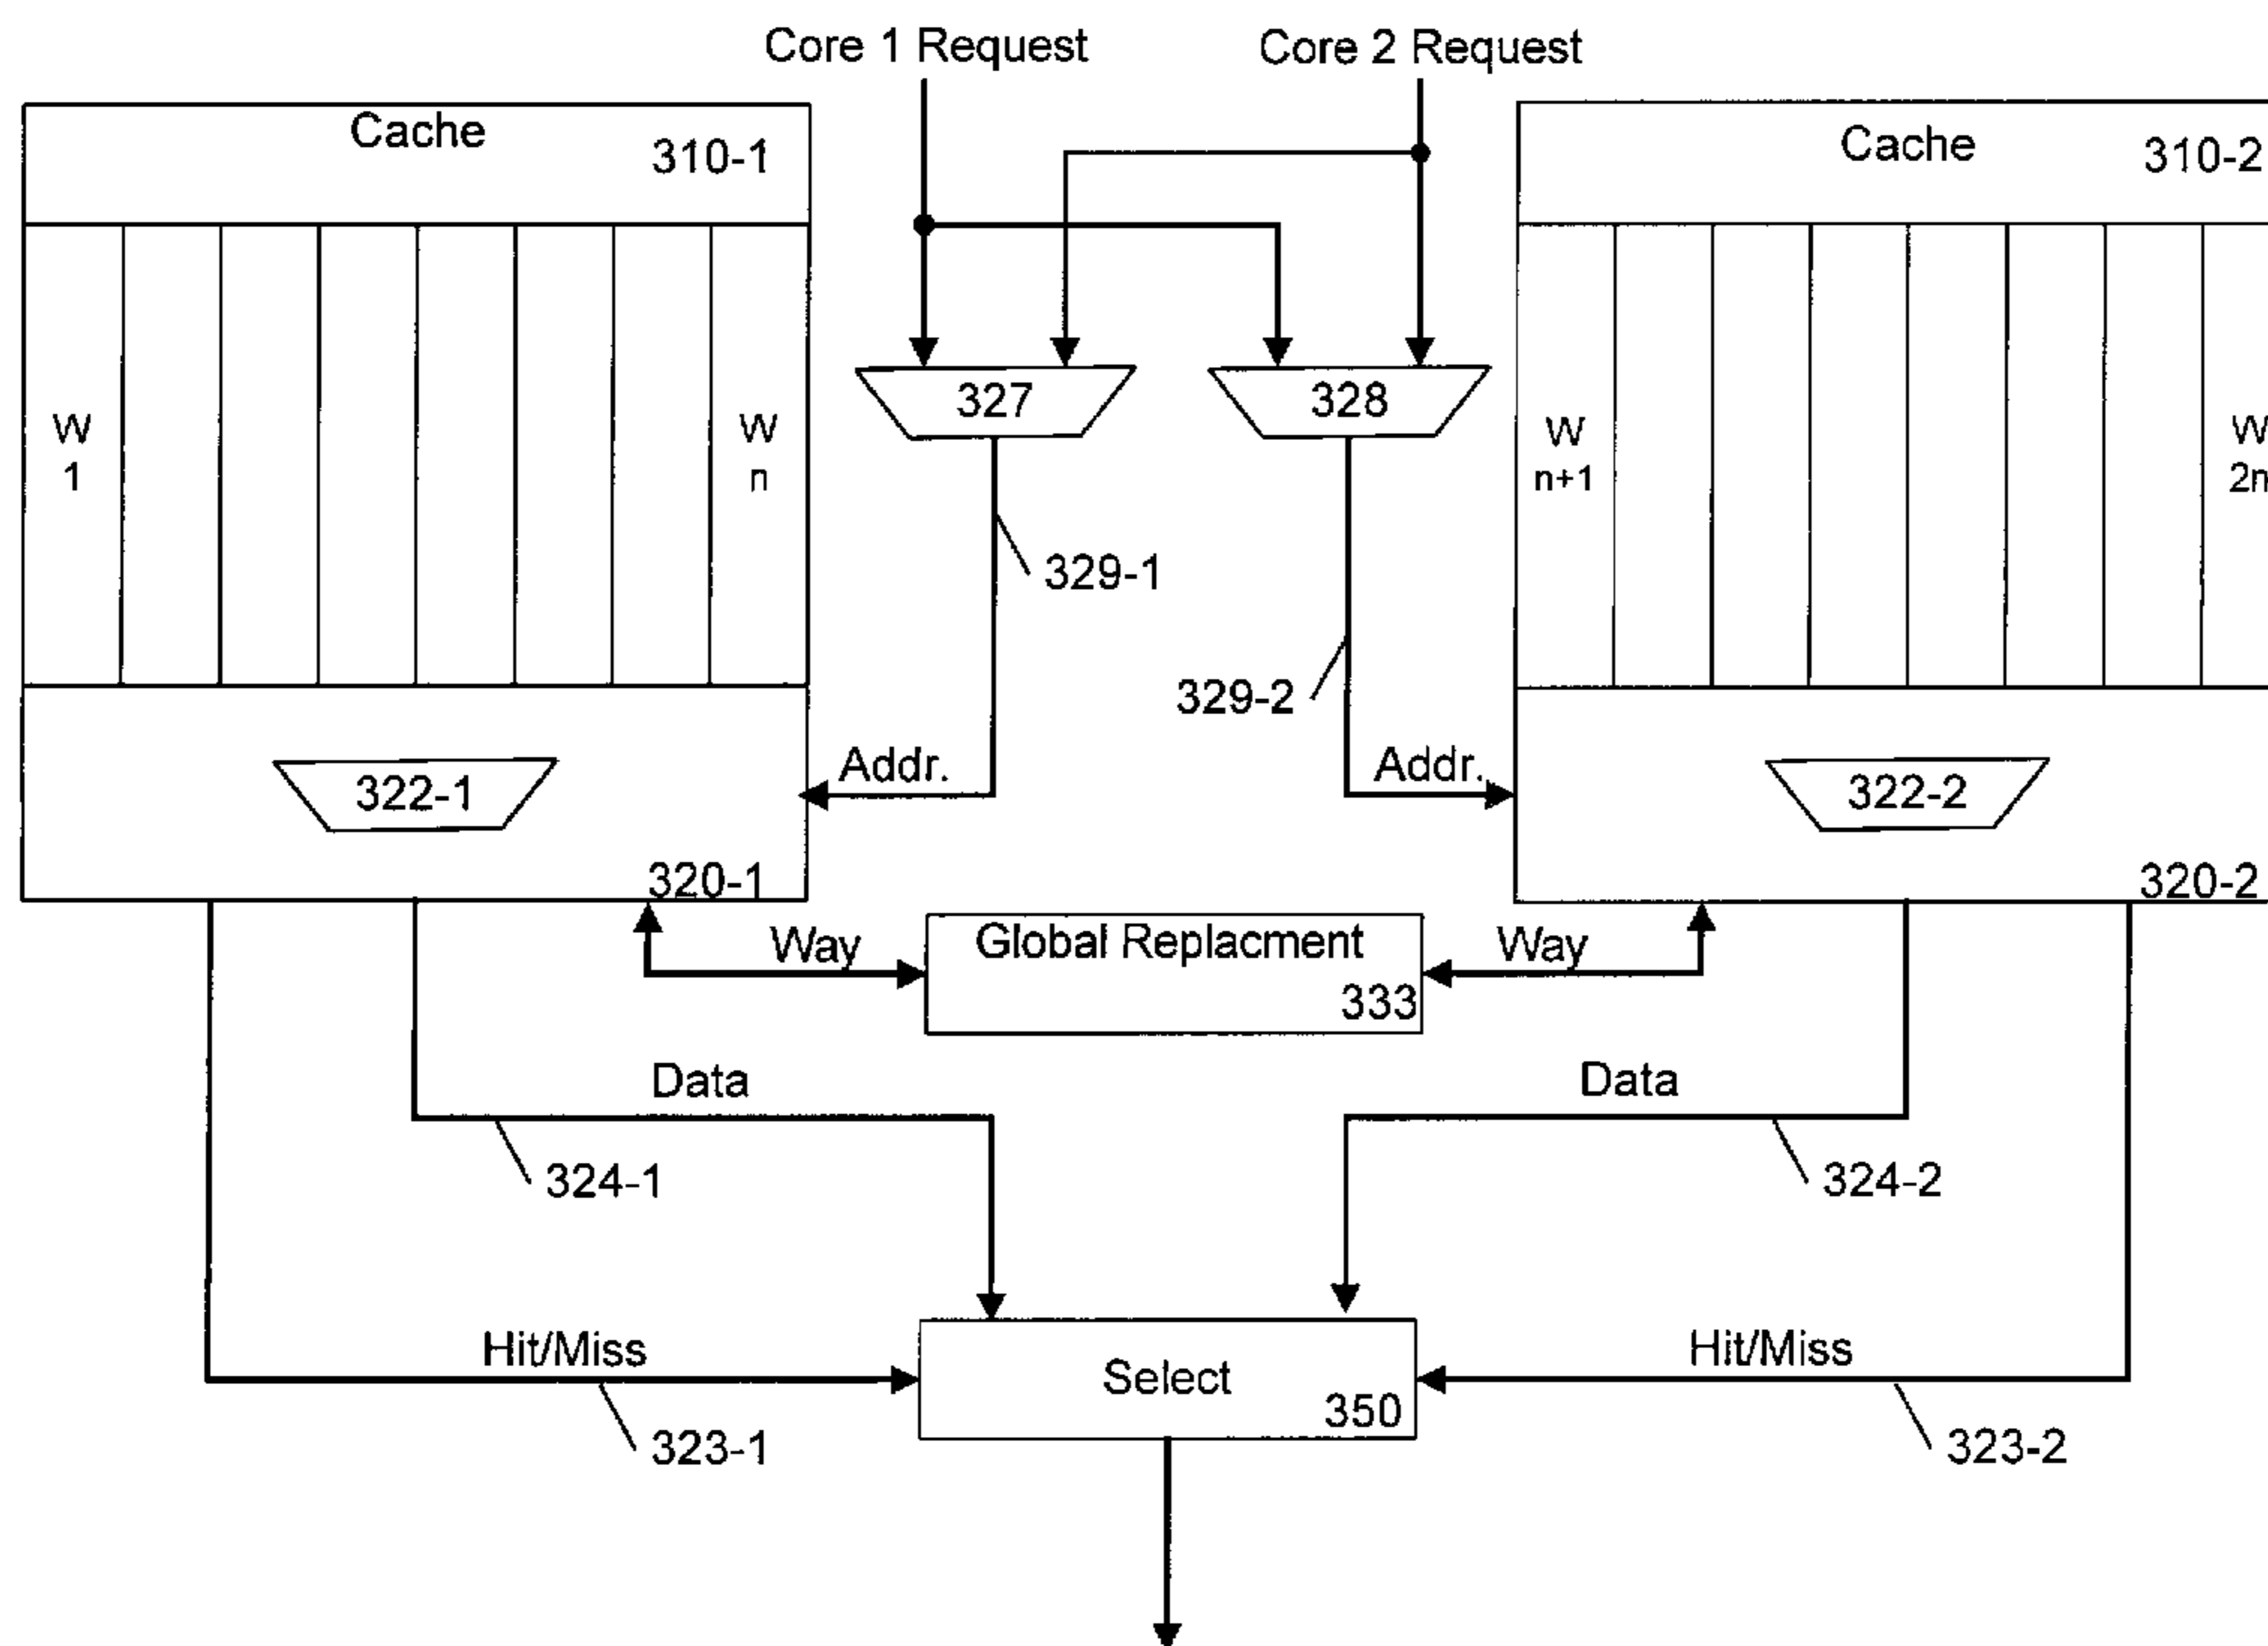 Core 1 Request
Core 2 Request
Cache
310-1
Cache
310-2
W
1
W
n
327
328
W
n+1
W
329-1
329-2
Addr.
Addr.
322-1
322-2
320-1
320-2
Way
Global Replacment
333
Way
Data
Data
324-1
324-2
Hit/Miss
Select
350
Hit/Miss
323-1
323-2